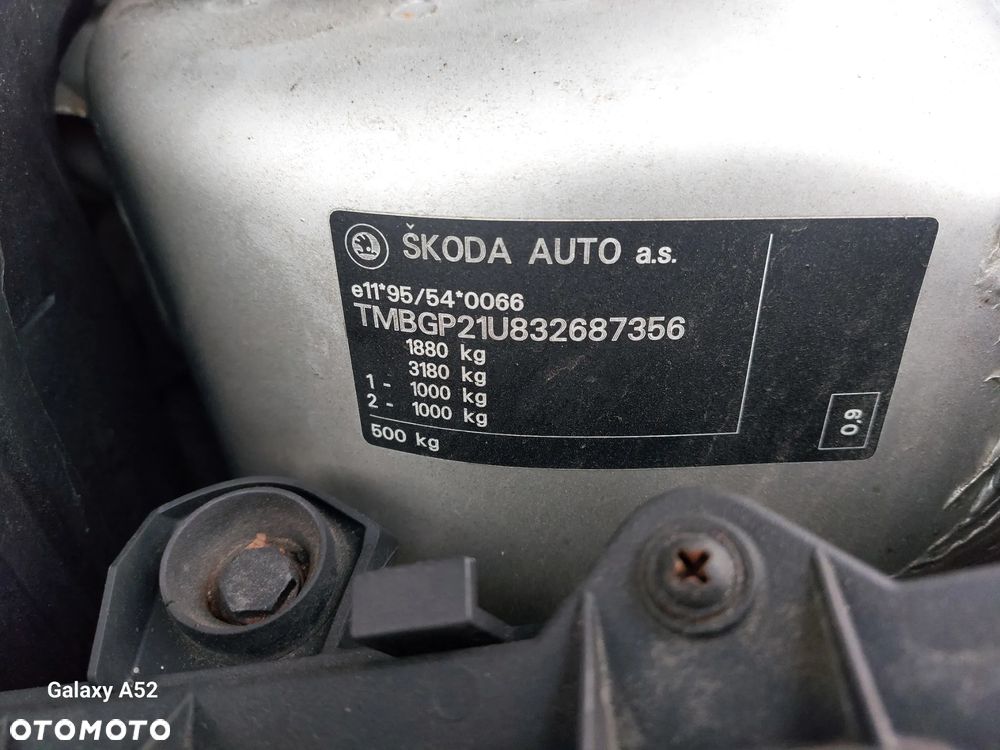 ŠKODA AUTO a.s.
e11*95/54*0066
TMBGP21U832687356
1880 kg
3180 kg
1 - 1000 kg
2 - 1000 kg
500 kg
0,9
Galaxy A52
OTOMOTO